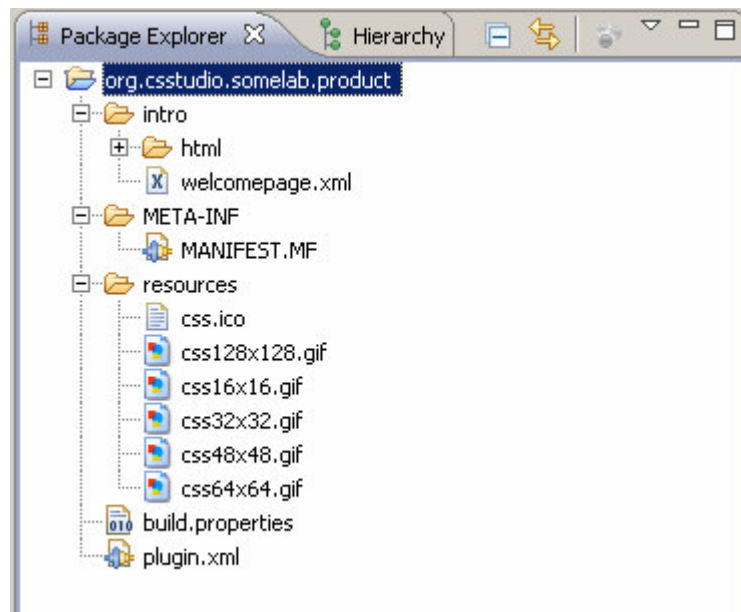 Package Explorer Hierarchy
org.csstudio.somelab.product
intro
html
welcomepage.xml
META-INF
MANIFEST.MF
resources
css.ico
css128x128.gif
css16x16.gif
css32x32.gif
css48x48.gif
css64x64.gif
build.properties
plugin.xml